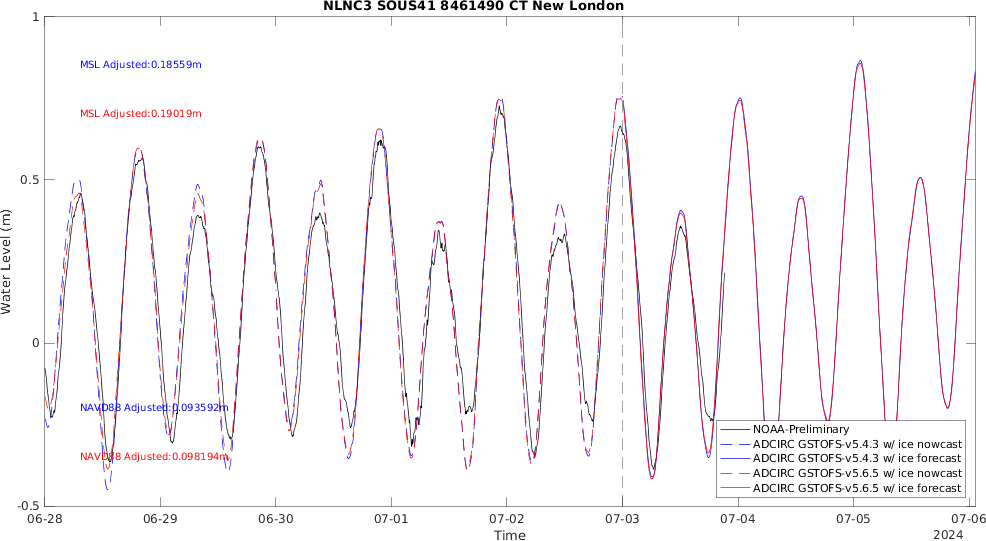 NLNC3 SOUS41 8461490 CT New London
1
MSL Adjusted:0.18559m
MSL Adjusted:0.19019m
0.5
Water Level (m)
0
NAVD88 Adjusted:0.093592m
NAVD88 Adjusted:0.098194m
-0.5
NOAA-Preliminary
ADCIRC GSTOFS-v5.4.3 w/ ice nowcast
ADCIRC GSTOFS-v5.4.3 w/ ice forecast
ADCIRC GSTOFS-v5.6.5 w/ ice nowcast
ADCIRC GSTOFS-v5.6.5 w/ ice forecast
06-28 06-29 06-30 07-01 07-02 07-03 07-04 07-05 07-06
Time
2024